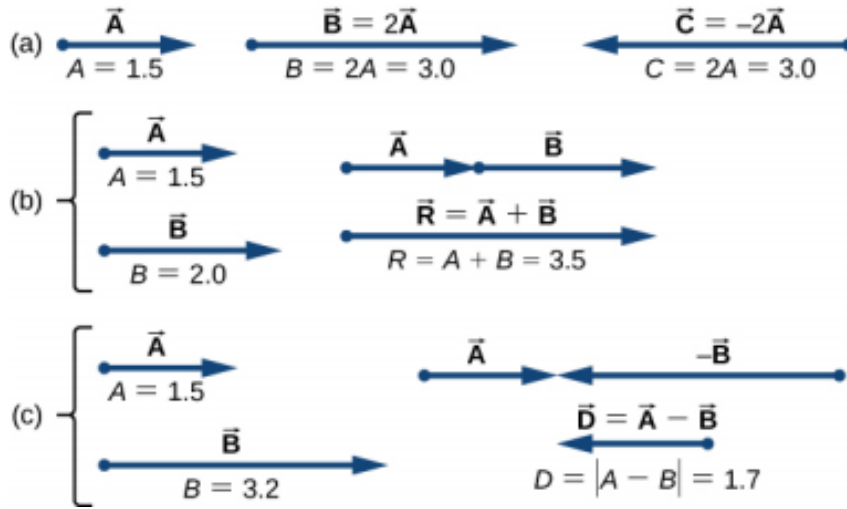 (a)
A⃗
A = 1.5
B⃗ = 2A⃗
B = 2A = 3.0
C⃗ = –2A⃗
C = 2A = 3.0
(b)
A⃗
A = 1.5
B⃗
B = 2.0
A⃗ B⃗
R⃗ = A⃗ + B⃗
R = A + B = 3.5
(c)
A⃗
A = 1.5
B⃗
B = 3.2
A⃗ –B⃗
D⃗ = A⃗ − B⃗
D = |A − B| = 1.7